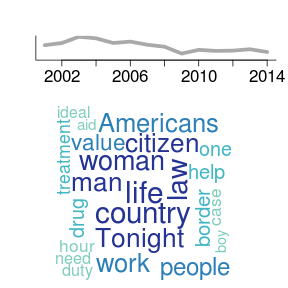 2002 2006 2010 2014
ideal
aid
Americans
treatment
value citizen
woman one
man life law help
drug country border case
Tonight boy
hour
need work people
duty